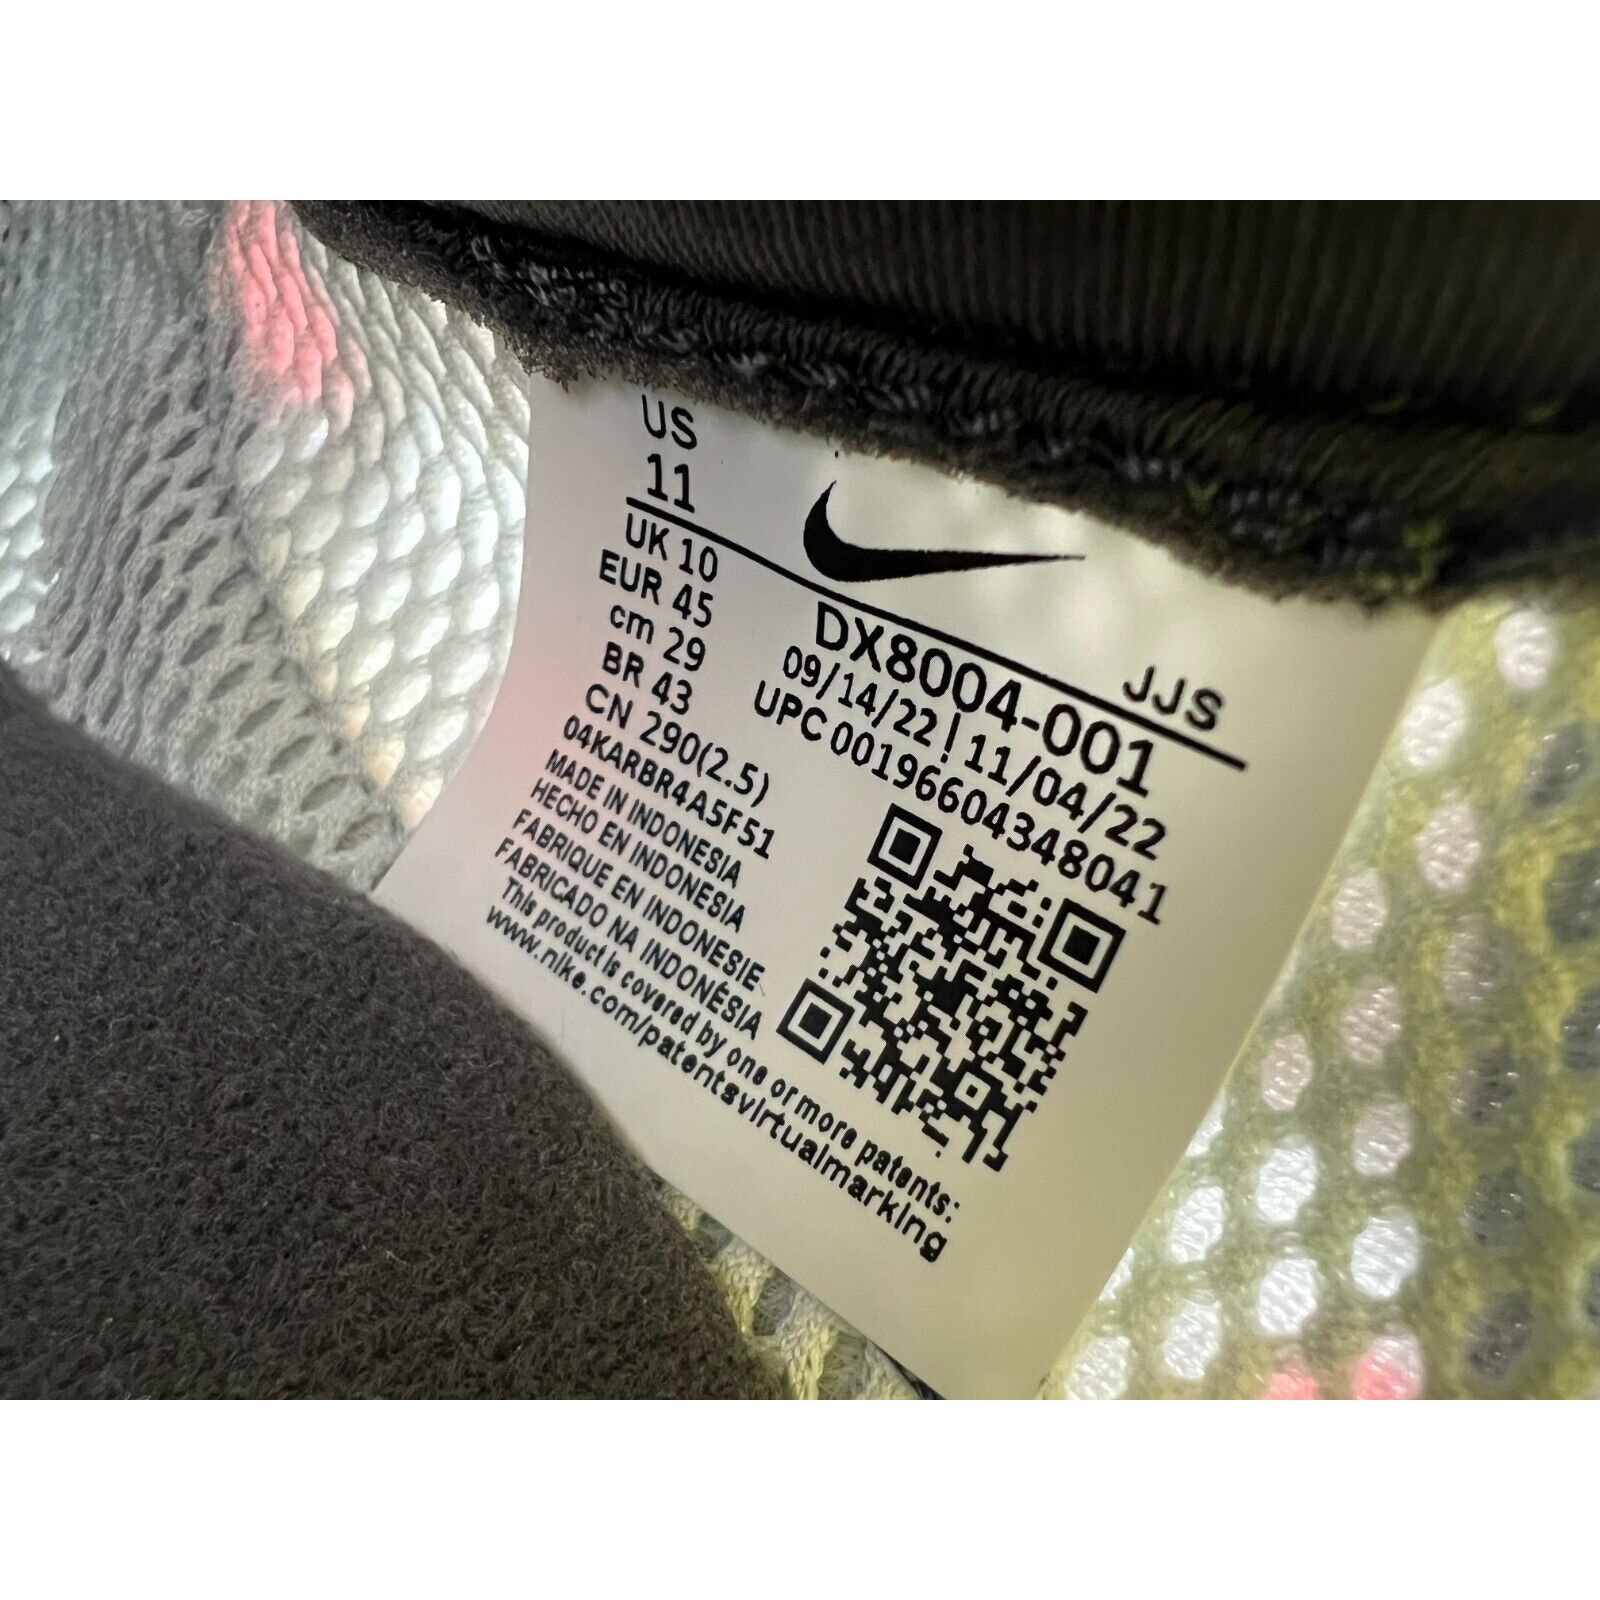 US
11
JJS
UK 10
EUR 45
cm 29
BR 43
CN 290(2.5)
04KARBR4A5F51
MADE IN INDONESIA
HECHO EN INDONESIA
FABRIQUE EN INDONESIE
FABRICADO NA INDONÉSIA
This product is covered by one or more patents:
www.nike.com/patentsvirtualmarking
DX8004-001
09/14/22 ! 11/04/22
UPC 00196604348041